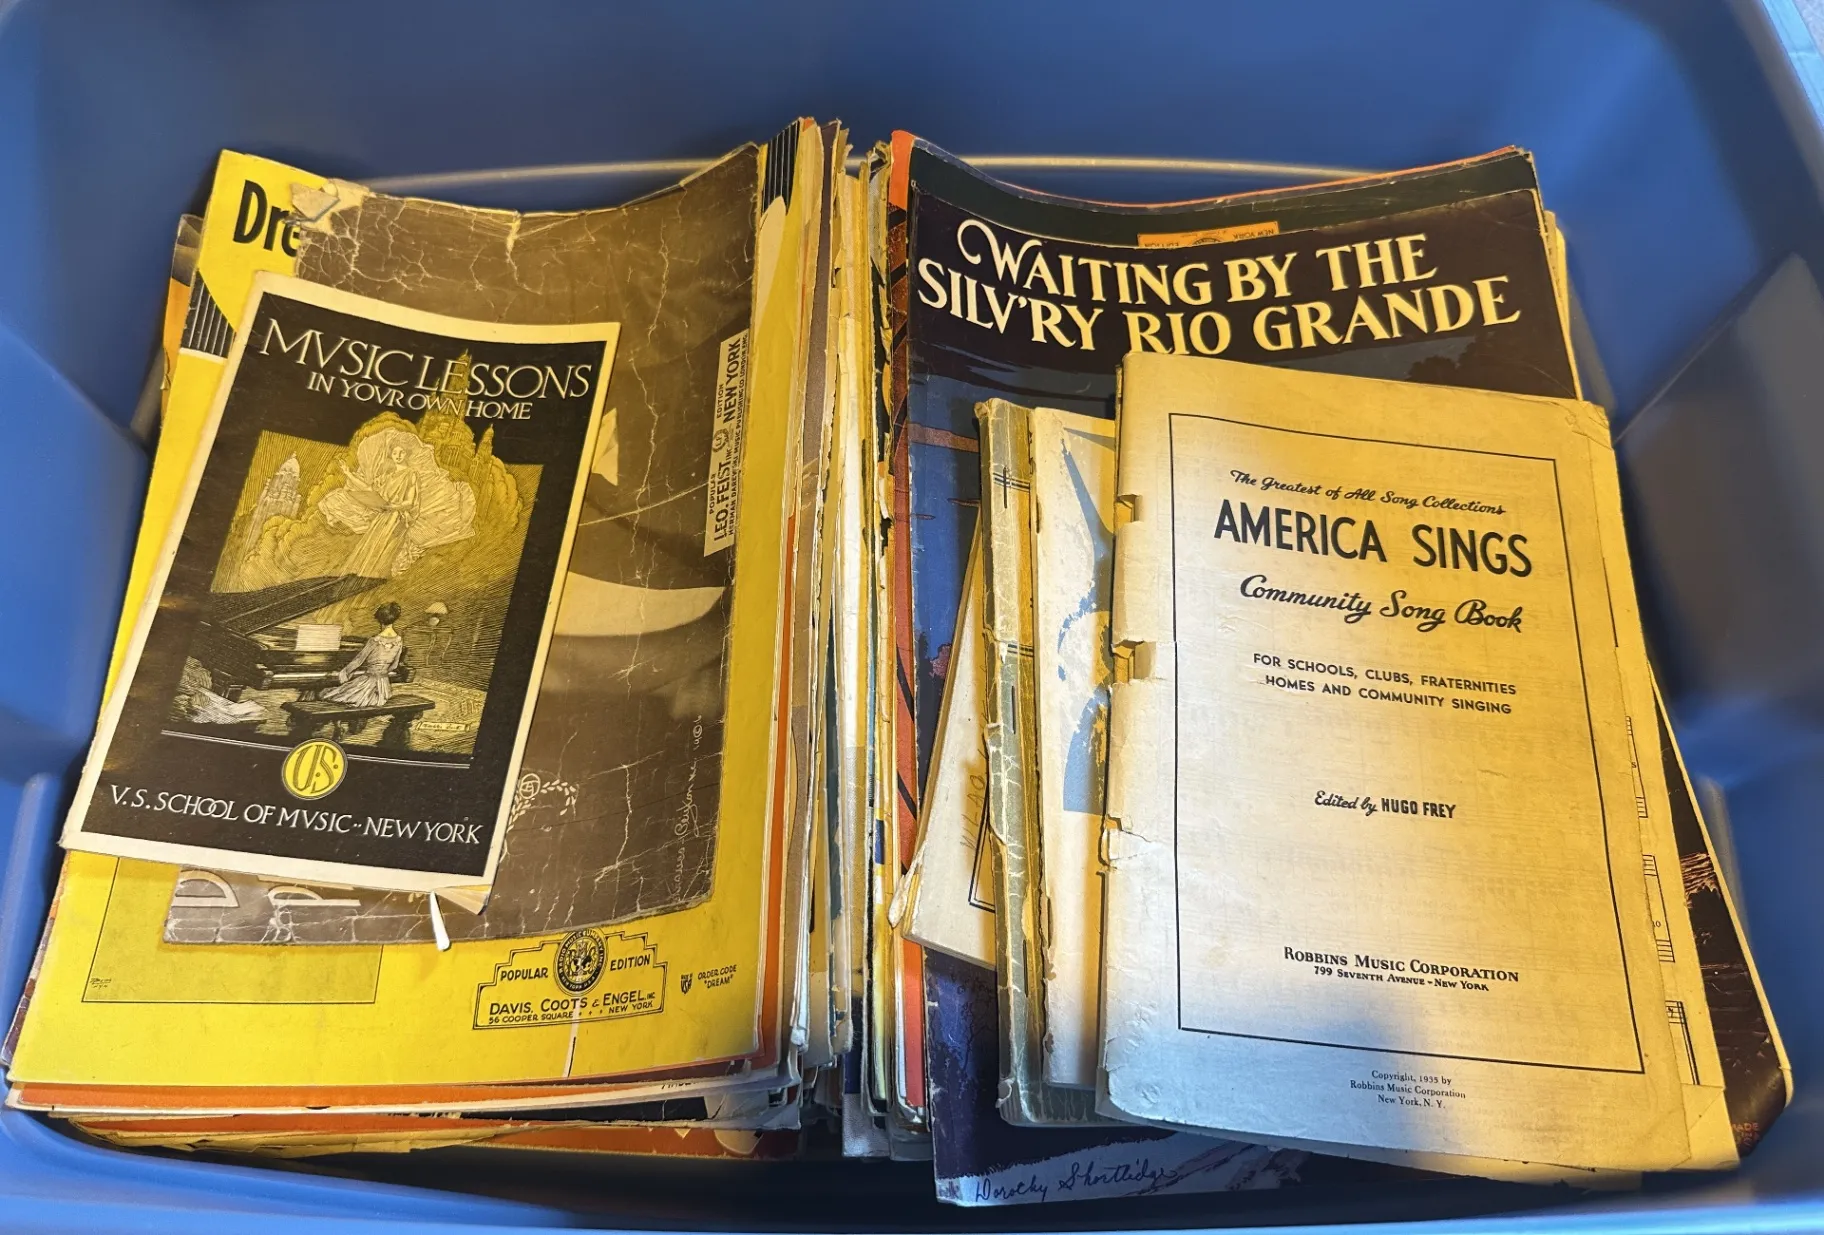 Dre
MVSIC LESSONS
IN YOVR OWN HOME
U.S.
V.S. SCHOOL OF MVSIC-NEW YORK
POPULAR EDITION
LEO. FEIST INC. NEW YORK
POPULAR EDITION
DAVIS, COOTS & ENGEL, INC.
56 COOPER SQUARE NEW YORK
ORDER CODE
"DREAM"
NEW YORK
WAITING BY THE
SILV'RY RIO GRANDE
Dorothy Shortlidge
The Greatest of All Song Collections
AMERICA SINGS
Community Song Book
FOR SCHOOLS, CLUBS, FRATERNITIES
HOMES AND COMMUNITY SINGING
Edited by HUGO FREY
ROBBINS MUSIC CORPORATION
799 SEVENTH AVENUE - NEW YORK
Copyright, 1935 by
Robbins Music Corporation
New York, N. Y.